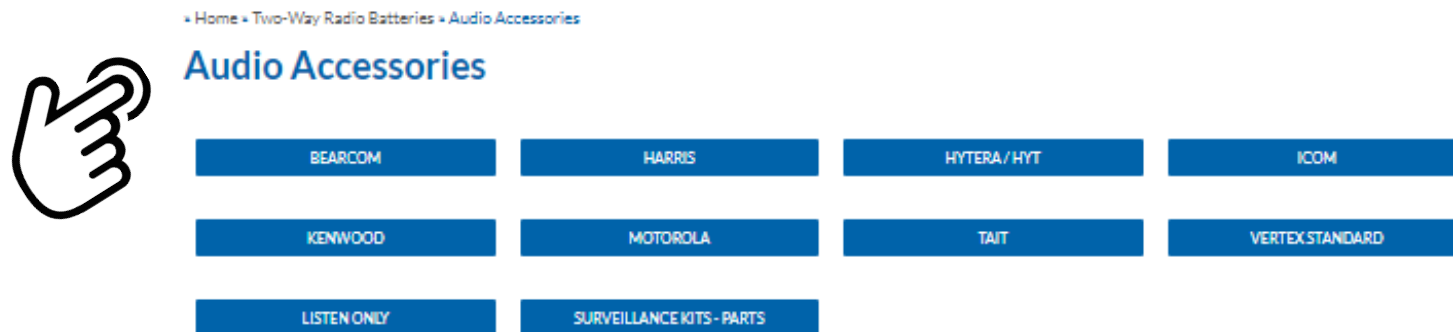 ▪ Home ▪ Two-Way Radio Batteries ▪ Audio Accessories
Audio Accessories
BEARCOM HARRIS HYTERA / HYT ICOM
KENWOOD MOTOROLA TAIT VERTEX STANDARD
LISTEN ONLY SURVEILLANCE KITS - PARTS